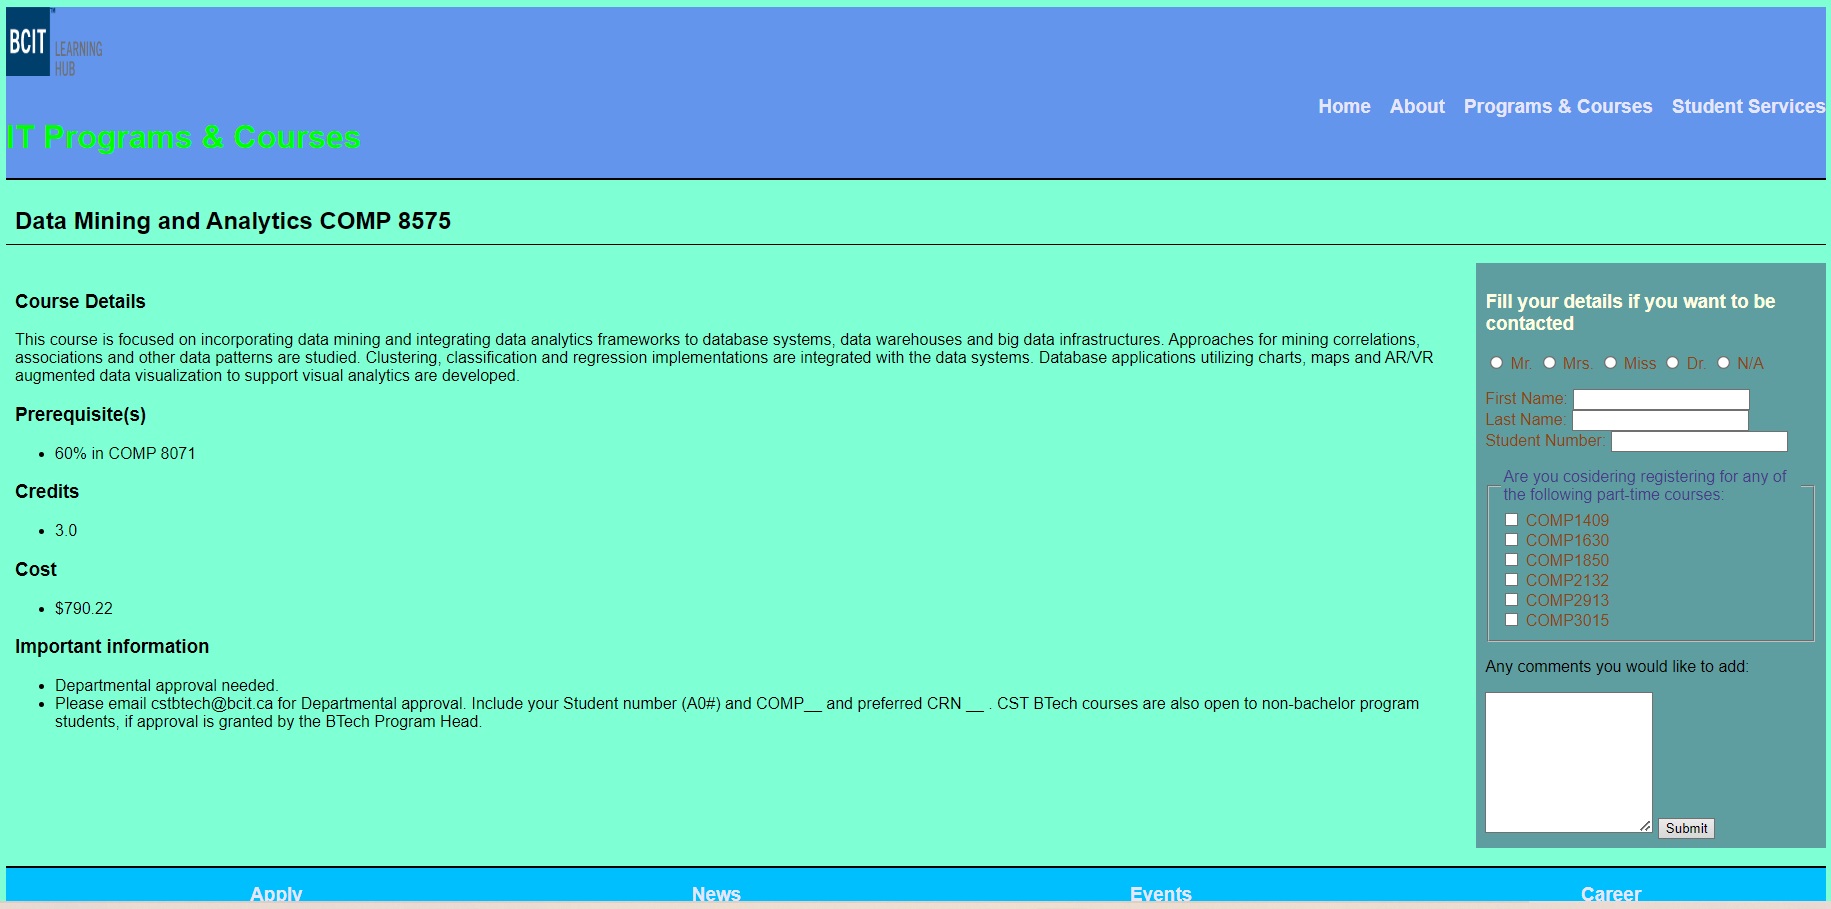 BCIT
TM
LEARNING
HUB
Home About Programs & Courses Student Services
IT Programs & Courses
Data Mining and Analytics COMP 8575
Course Details
This course is focused on incorporating data mining and integrating data analytics frameworks to database systems, data warehouses and big data infrastructures. Approaches for mining correlations,
associations and other data patterns are studied. Clustering, classification and regression implementations are integrated with the data systems. Database applications utilizing charts, maps and AR/VR
augmented data visualization to support visual analytics are developed.
Prerequisite(s)
• 60% in COMP 8071
Credits
• 3.0
Cost
• $790.22
Important information
• Departmental approval needed.
• Please email cstbtech@bcit.ca for Departmental approval. Include your Student number (A0#) and COMP__ and preferred CRN __ . CST BTech courses are also open to non-bachelor program
students, if approval is granted by the BTech Program Head.
Fill your details if you want to be
contacted
Mr. Mrs. Miss Dr. N/A
First Name:
Last Name:
Student Number:
Are you cosidering registering for any of
the following part-time courses:
COMP1409
COMP1630
COMP1850
COMP2132
COMP2913
COMP3015
Any comments you would like to add:
Submit
Apply News Events Career